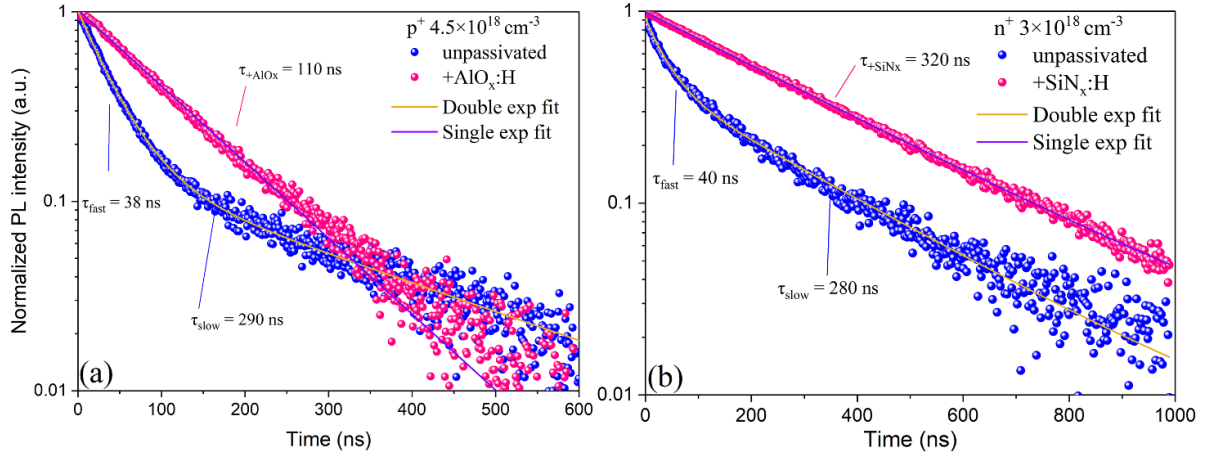 Normalized PL intensity (a.u.)
1
0.1
0.01
p⁺ 4.5×10¹⁸ cm⁻³
unpassivated
+AlOₓ:H
Double exp fit
Single exp fit
τ₊AlOx = 110 ns
τfast = 38 ns
τslow = 290 ns
(a)
0 100 200 300 400 500 600
Time (ns)
1
0.1
0.01
n⁺ 3×10¹⁸ cm⁻³
unpassivated
+SiNₓ:H
Double exp fit
Single exp fit
τ₊SiNx = 320 ns
τfast = 40 ns
τslow = 280 ns
(b)
0 200 400 600 800 1000
Time (ns)